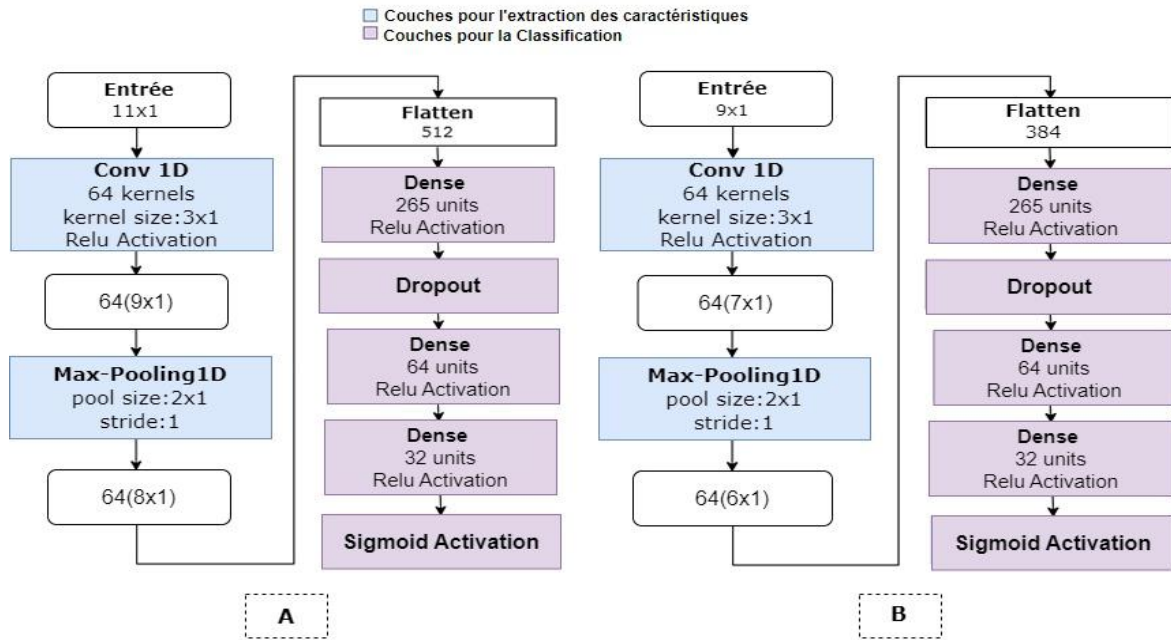 Couches pour l'extraction des caractéristiques
Couches pour la Classification
Entrée
11x1
Conv 1D
64 kernels
kernel size:3x1
Relu Activation
64(9x1)
Max-Pooling1D
pool size:2x1
stride:1
64(8x1)
Flatten
512
Dense
265 units
Relu Activation
Dropout
Dense
64 units
Relu Activation
Dense
32 units
Relu Activation
Sigmoid Activation
A
Entrée
9x1
Conv 1D
64 kernels
kernel size:3x1
Relu Activation
64(7x1)
Max-Pooling1D
pool size:2x1
stride:1
64(6x1)
Flatten
384
Dense
265 units
Relu Activation
Dropout
Dense
64 units
Relu Activation
Dense
32 units
Relu Activation
Sigmoid Activation
B